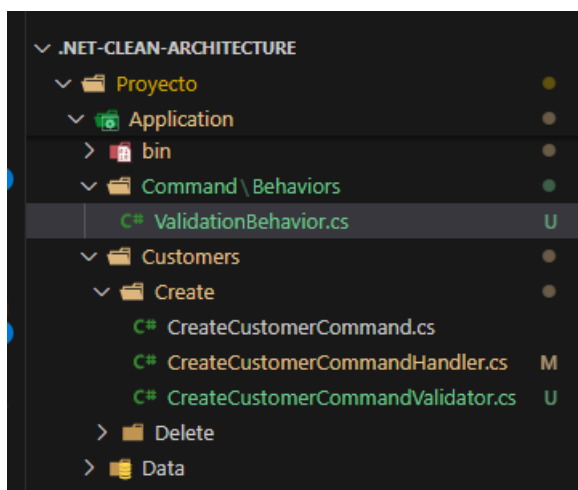 .NET-CLEAN-ARCHITECTURE
Proyecto
Application
bin
Command\Behaviors
C# ValidationBehavior.cs U
Customers
Create
C# CreateCustomerCommand.cs
C# CreateCustomerCommandHandler.cs M
C# CreateCustomerCommandValidator.cs U
Delete
Data